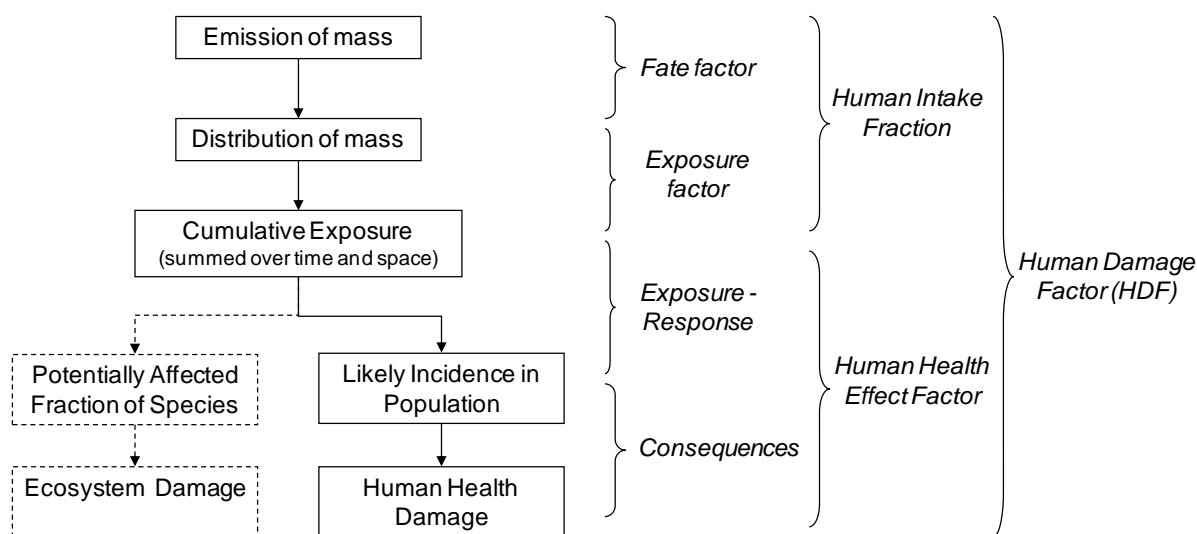 Emission of mass
Distribution of mass
Cumulative Exposure
(summed over time and space)
Potentially Affected
Fraction of Species
Likely Incidence in
Population
Ecosystem Damage
Human Health
Damage
Fate factor
Exposure
factor
Exposure -
Response
Consequences
Human Intake
Fraction
Human Health
Effect Factor
Human Damage
Factor (HDF)